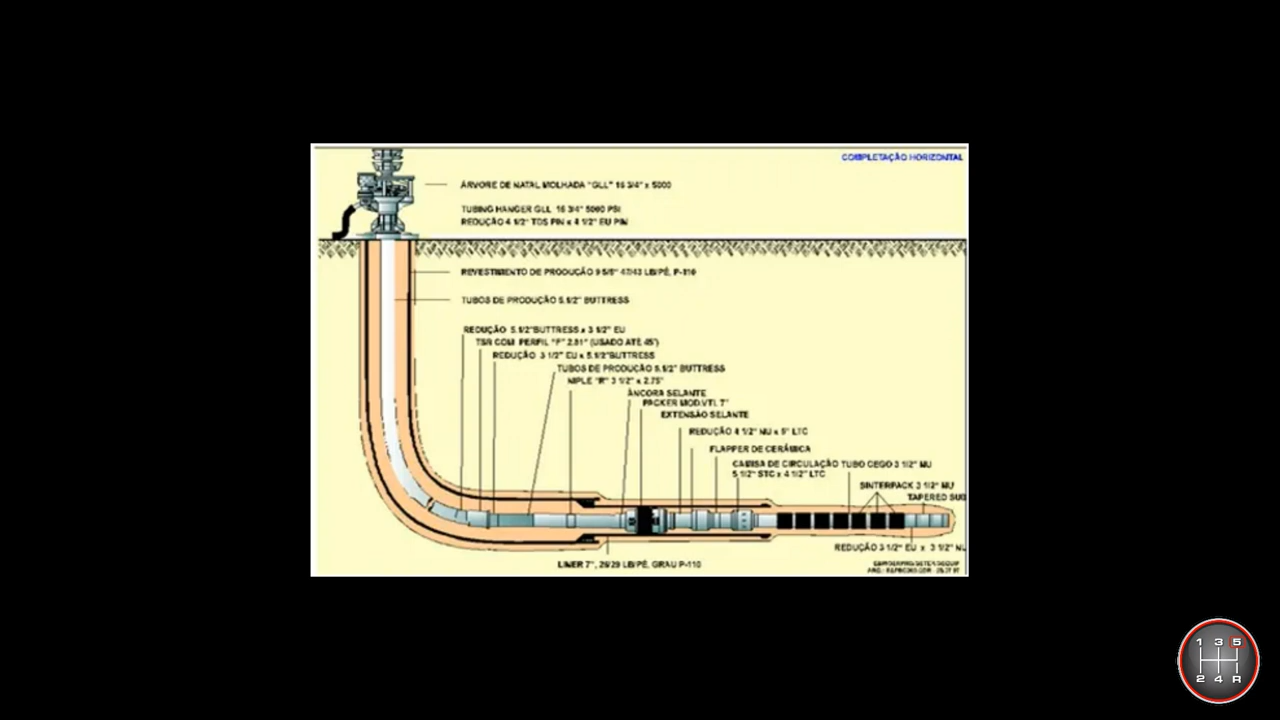 COMPLETAÇÃO HORIZONTAL
ÁRVORE DE NATAL MOLHADA "GLL" 16 3/4" x 5000
TUBING HANGER GLL 16 3/4" 5000 PSI
REDUÇÃO 4 1/2" TDS PIN x 4 1/2" EU PIN
REVESTIMENTO DE PRODUÇÃO 9 5/8" 47/43 LB/PÉ, P-110
TUBOS DE PRODUÇÃO 5.1/2" BUTTRESS
REDUÇÃO 5.1/2"BUTTRESS x 3 1/2" EU
TSR COM PERFIL "F" 2.81" (USADO ATÉ 45')
REDUÇÃO 3 1/2" EU x 5.1/2"BUTTRESS
TUBOS DE PRODUÇÃO 5.1/2" BUTTRESS
NIPLE "R" 3 1/2" x 2.75"
ÂNCORA SELANTE
PACKER MOD.VTL 7"
EXTENSÃO SELANTE
REDUÇÃO 4 1/2" NU x 5" LTC
FLAPPER DE CERÂMICA
CAMISA DE CIRCULAÇÃO TUBO CEGO 3 1/2" NU
5 1/2" STC x 4 1/2" LTC
SINTERPACK 3 1/2" NU
TAPERED SUB
REDUÇÃO 3 1/2" EU x 3 1/2" NU
LINER 7", 26/29 LB/PÉ, GRAU P-110
1 3 5
2 4 R